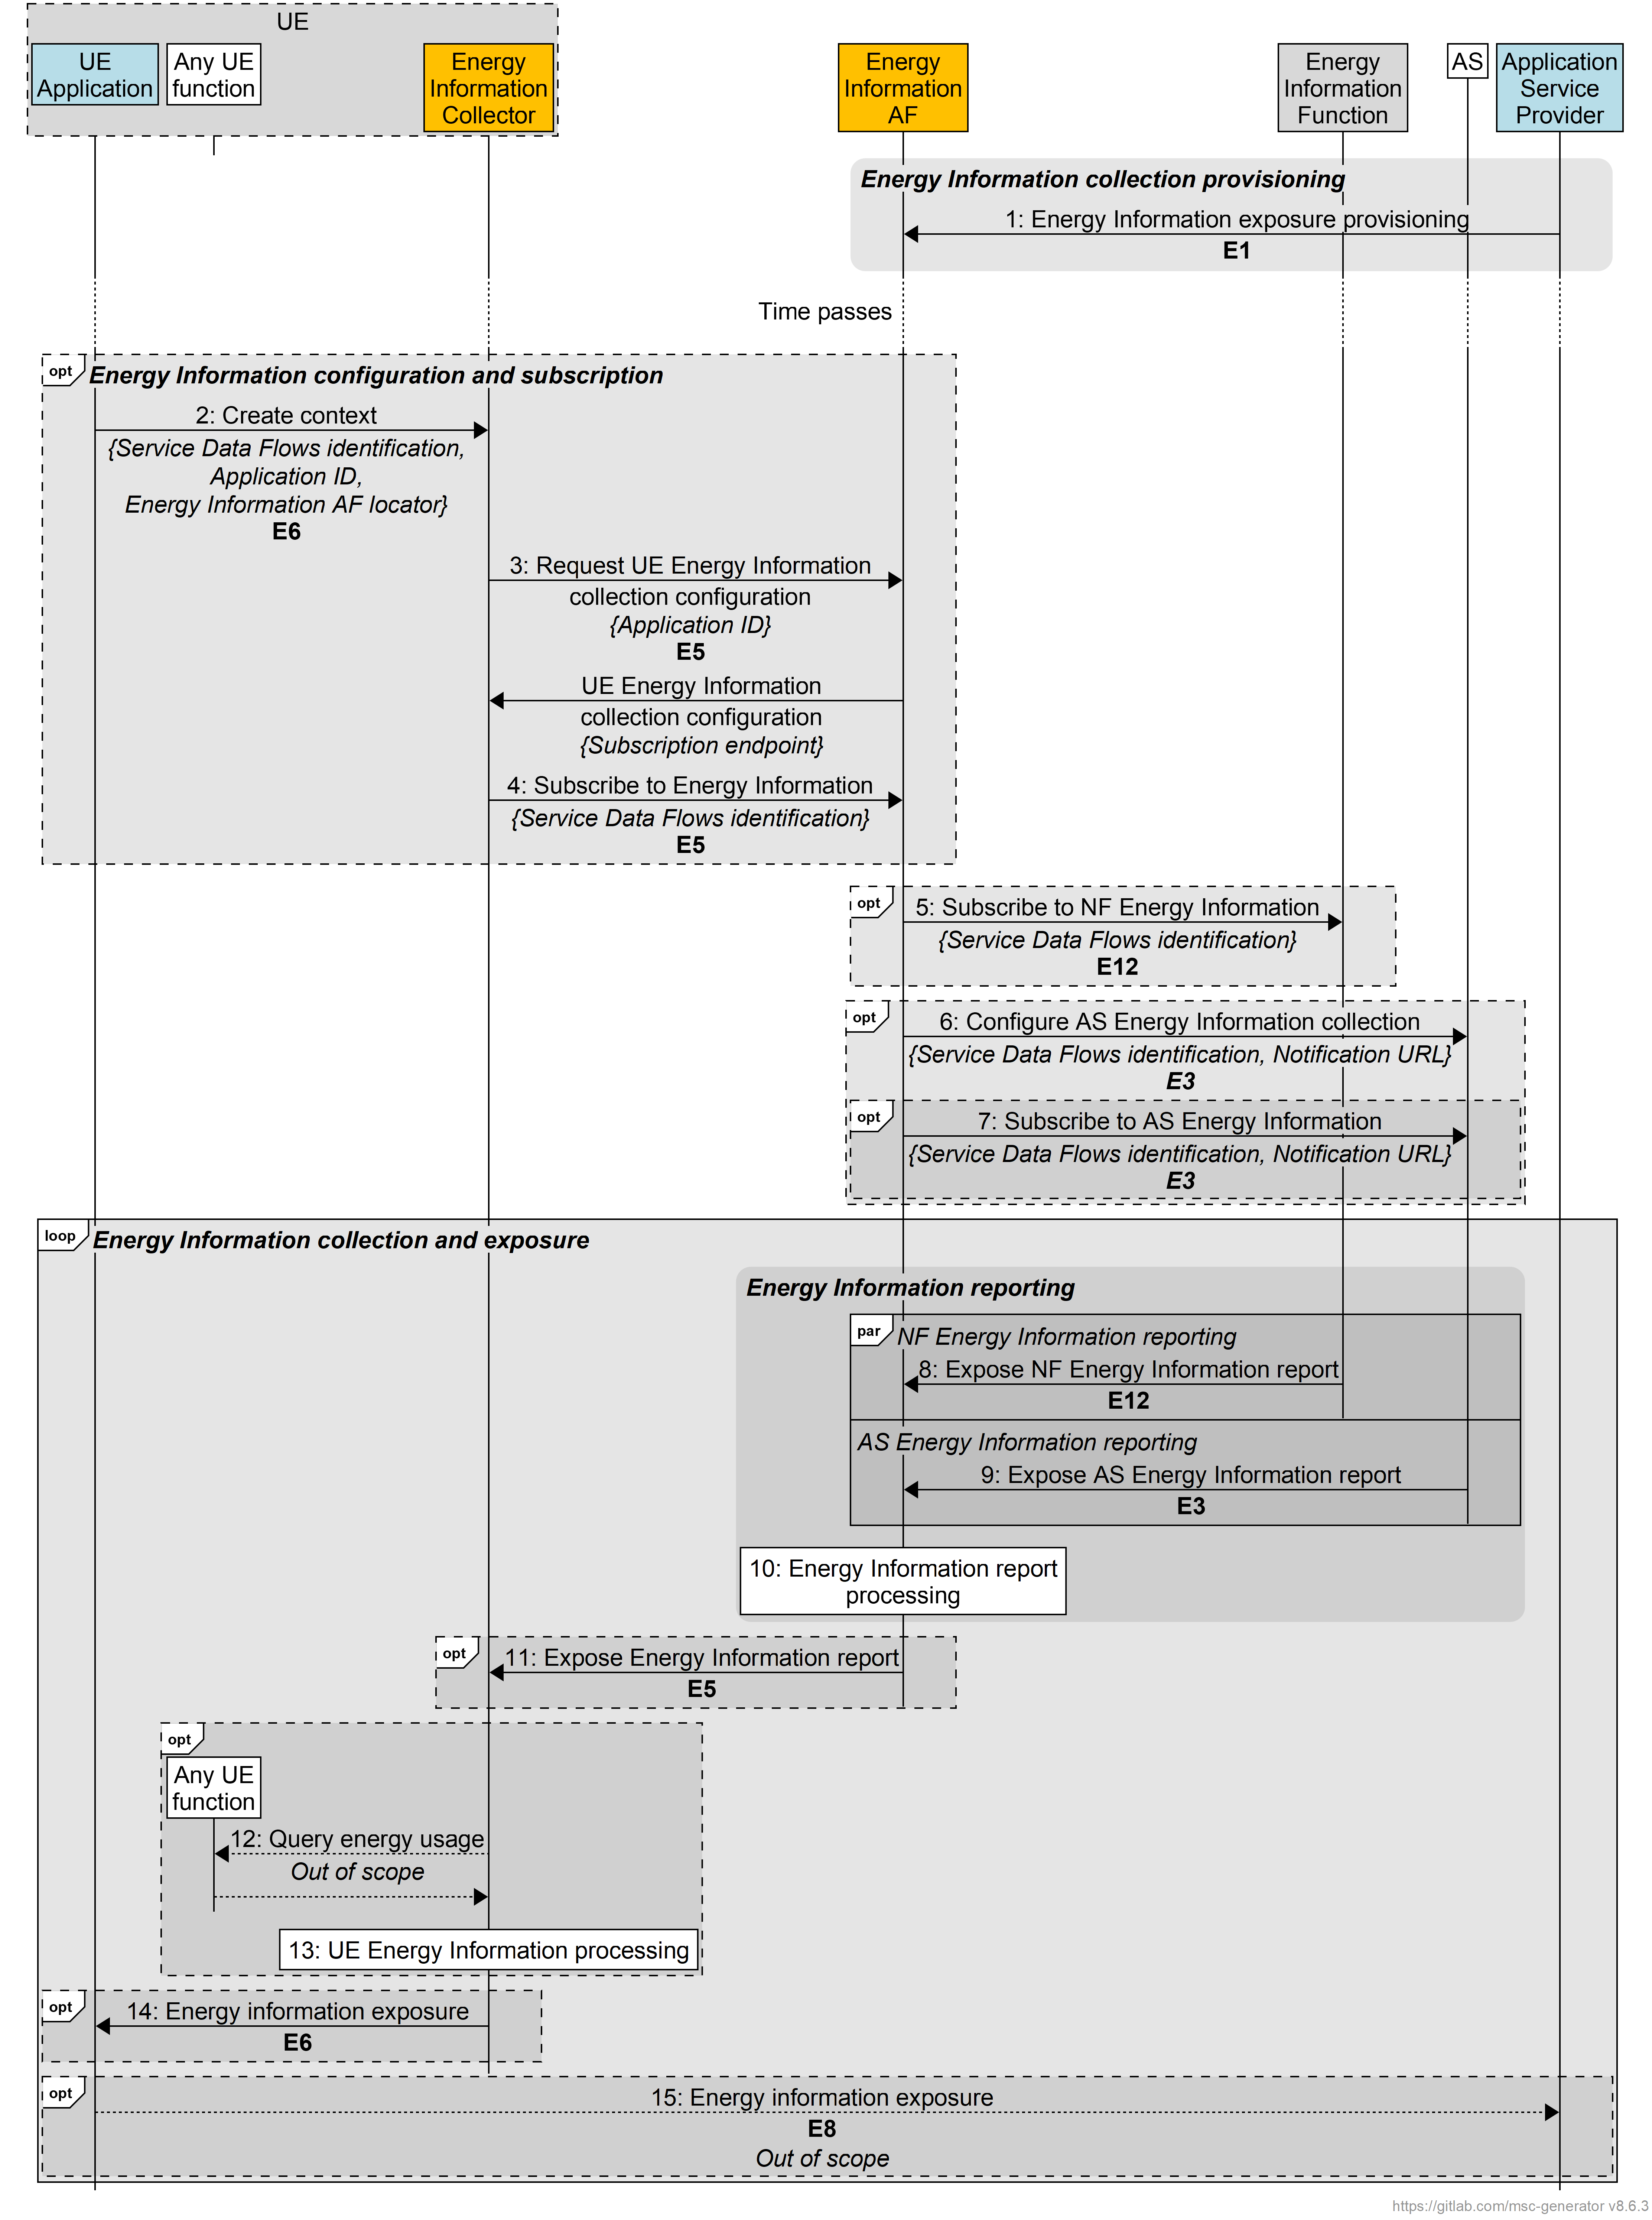 UE
UE
Application
Any UE
function
Energy
Information
Collector
Energy
Information
AF
Energy
Information
Function
AS
Application
Service
Provider
Energy Information collection provisioning
1: Energy Information exposure provisioning
E1
Time passes
opt
Energy Information configuration and subscription
2: Create context
{Service Data Flows identification,
Application ID,
Energy Information AF locator}
E6
3: Request UE Energy Information
collection configuration
{Application ID}
E5
UE Energy Information
collection configuration
{Subscription endpoint}
4: Subscribe to Energy Information
{Service Data Flows identification}
E5
opt
5: Subscribe to NF Energy Information
{Service Data Flows identification}
E12
opt
6: Configure AS Energy Information collection
{Service Data Flows identification, Notification URL}
E3
opt
7: Subscribe to AS Energy Information
{Service Data Flows identification, Notification URL}
E3
loop
Energy Information collection and exposure
Energy Information reporting
par
NF Energy Information reporting
8: Expose NF Energy Information report
E12
AS Energy Information reporting
9: Expose AS Energy Information report
E3
10: Energy Information report
processing
opt
11: Expose Energy Information report
E5
opt
Any UE
function
12: Query energy usage
Out of scope
13: UE Energy Information processing
opt
14: Energy information exposure
E6
opt
15: Energy information exposure
E8
Out of scope
https://gitlab.com/msc-generator v8.6.3